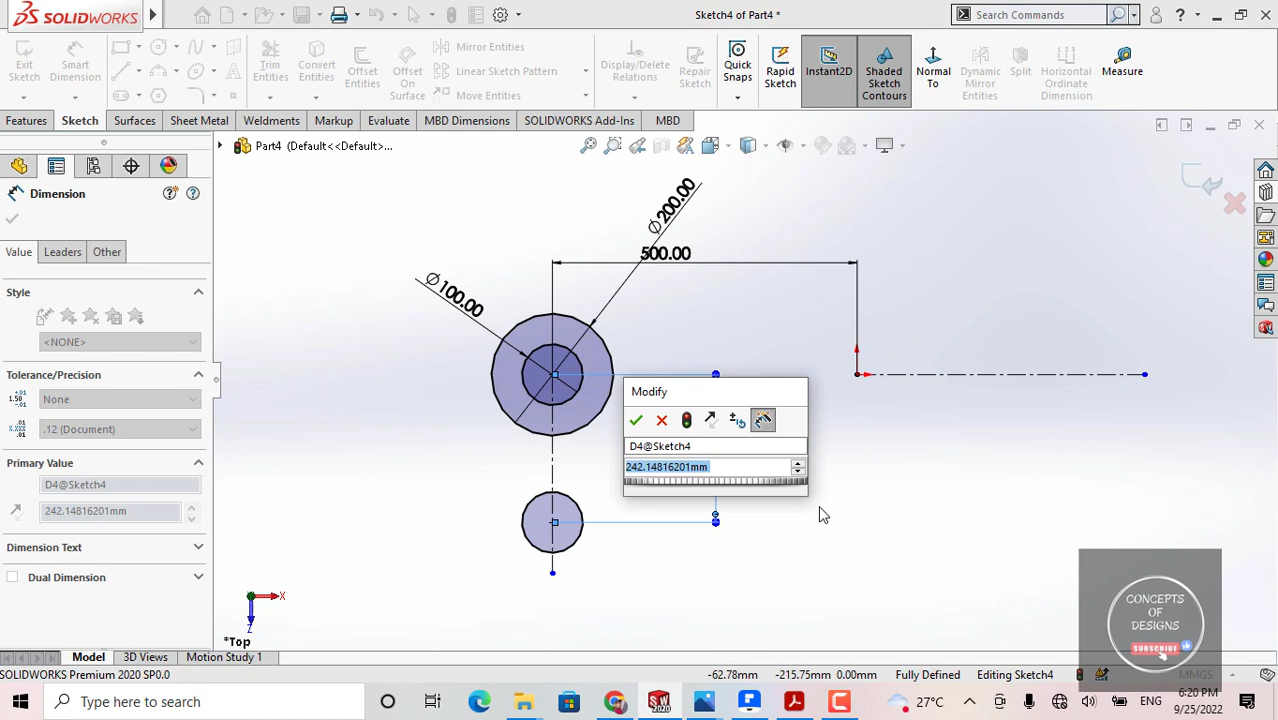 SOLIDWORKS
Sketch4 of Part4 *
Search Commands
Exit Sketch
Smart Dimension
Trim Entities
Convert Entities
Offset Entities
Offset On Surface
Mirror Entities
Linear Sketch Pattern
Move Entities
Display/Delete Relations
Repair Sketch
Quick Snaps
Rapid Sketch
Instant2D
Shaded Sketch Contours
Normal To
Dynamic Mirror Entities
Split
Horizontal Ordinate Dimension
Measure
Features
Sketch
Surfaces
Sheet Metal
Weldments
Markup
Evaluate
MBD Dimensions
SOLIDWORKS Add-Ins
MBD
Part4 (Default<<Default>...
Dimension
Value
Leaders
Other
Style
<NONE>
Tolerance/Precision
None
.12 (Document)
Primary Value
D4@Sketch4
242.14816201mm
Dimension Text
Dual Dimension
∅200.00
500.00
∅100.00
Modify
D4@Sketch4
242.14816201mm
CONCEPTS
OF
DESIGNS
SUBSCRIBE
X
Z
*Top
Model
3D Views
Motion Study 1
SOLIDWORKS Premium 2020 SP0.0
-62.78mm
-215.75mm
0.00mm
Fully Defined
Editing Sketch4
MMGS
Type here to search
27°C
ENG
6:20 PM
9/25/2022